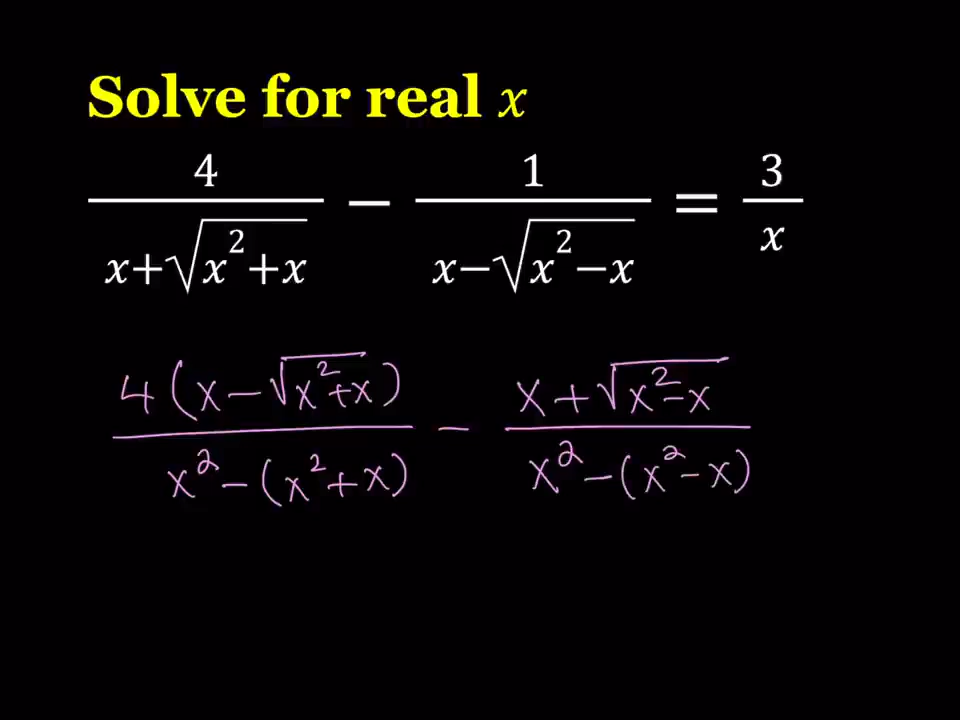 Solve for real x
4/(x+√(x²+x)) − 1/(x−√(x²−x)) = 3/x
4(x−√(x²+x))/(x²−(x²+x)) − (x+√(x²−x))/(x²−(x²−x))